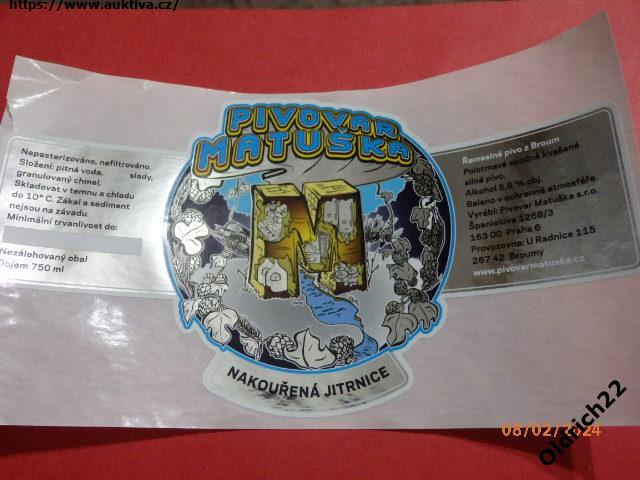 https://www.auktiva.cz/
PIVOVAR
MATUŠKA
Nepasterizováno, nefiltrováno.
Složení: pitná voda, slady,
granulovaný chmel.
Skladovat v temnu a chladu
do 10° C. Zákal a sediment
nejsou na závadu.
Minimální trvanlivost do:
Nezálohovaný obal
Objem 750 ml
Řemeslné pivo z Broum
Polotmavé spodně kvašené
silné pivo.
Alkohol 5,8 % obj.
Baleno v ochranné atmosféře.
Vyrábí: Pivovar Matuška s.r.o.
Španielova 1268/3
163 00 Praha 6
Provozovna: U Radnice 115
267 42 Broumy
www.pivovarmatuska.cz
NAKOUŘENÁ JITRNICE
08/02/2024
Oldrich22